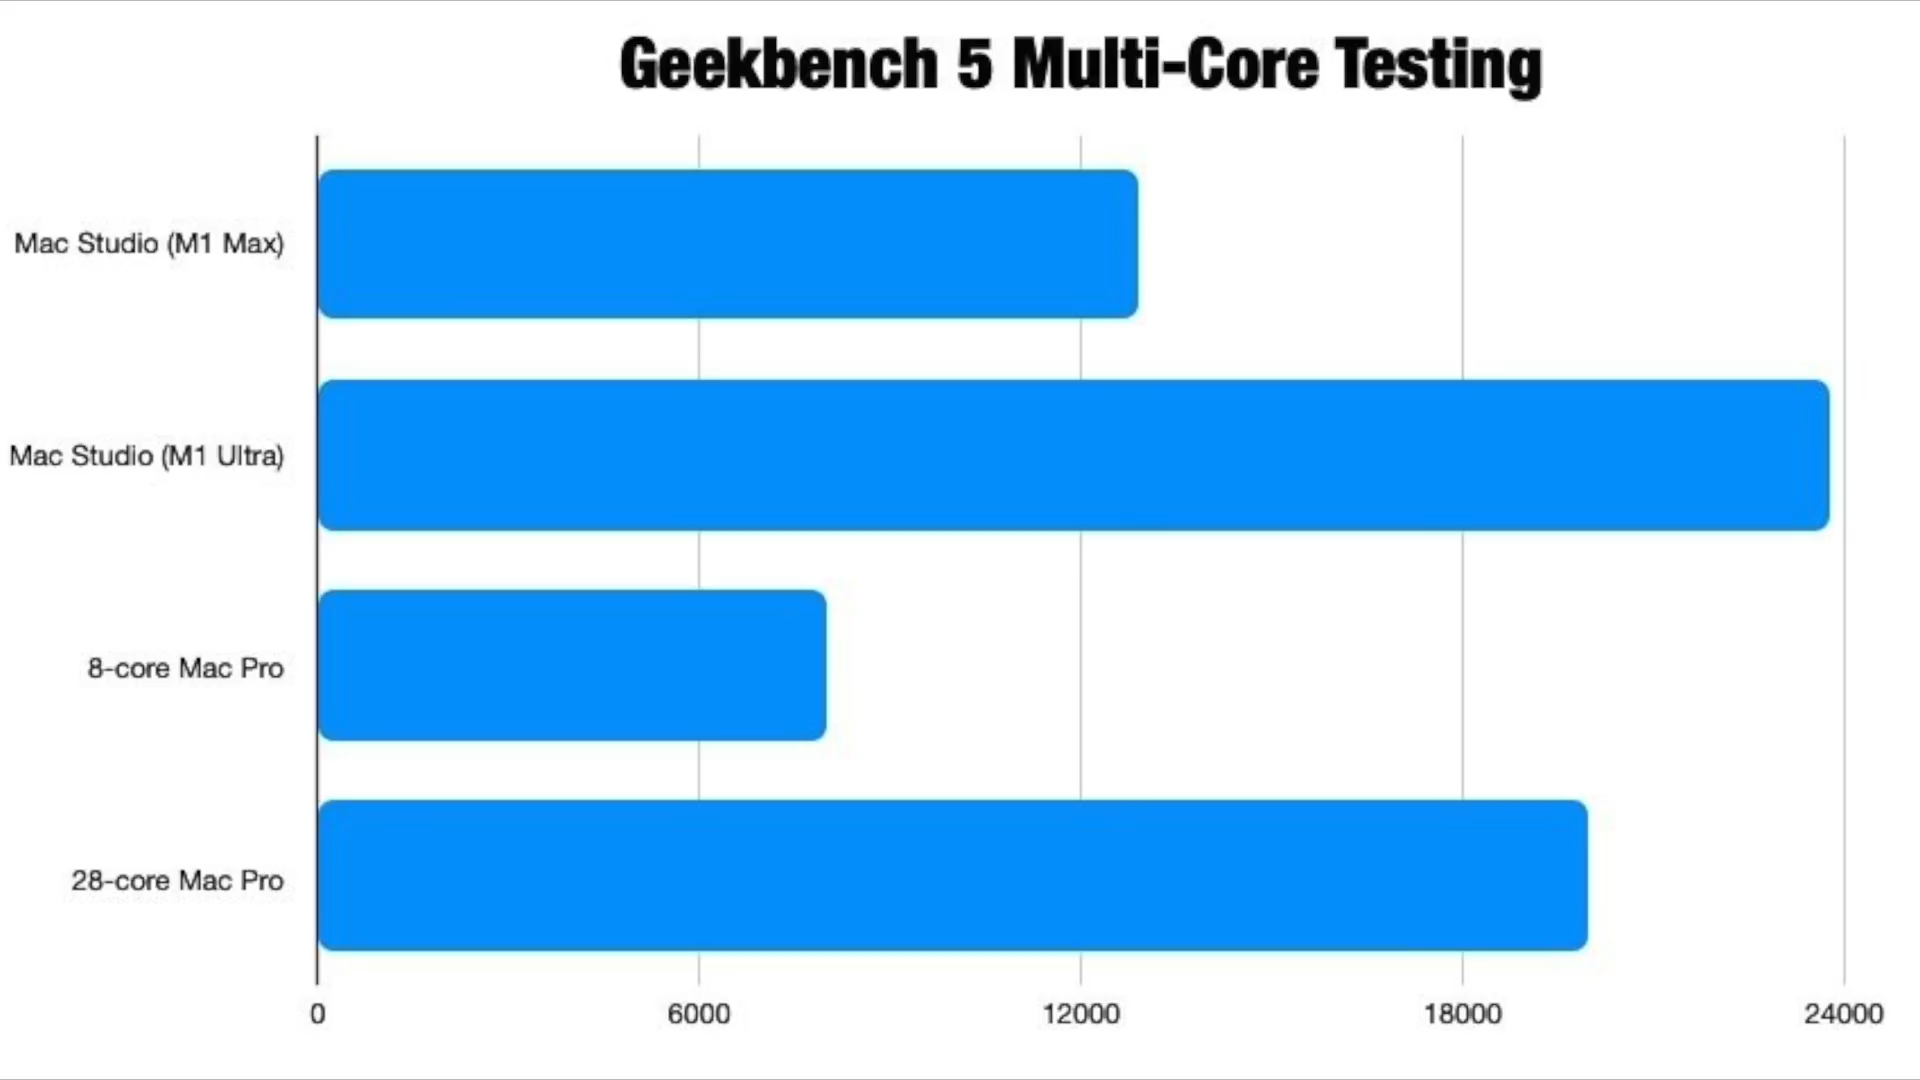 Geekbench 5 Multi-Core Testing
Mac Studio (M1 Max)
Mac Studio (M1 Ultra)
8-core Mac Pro
28-core Mac Pro
0 6000 12000 18000 24000